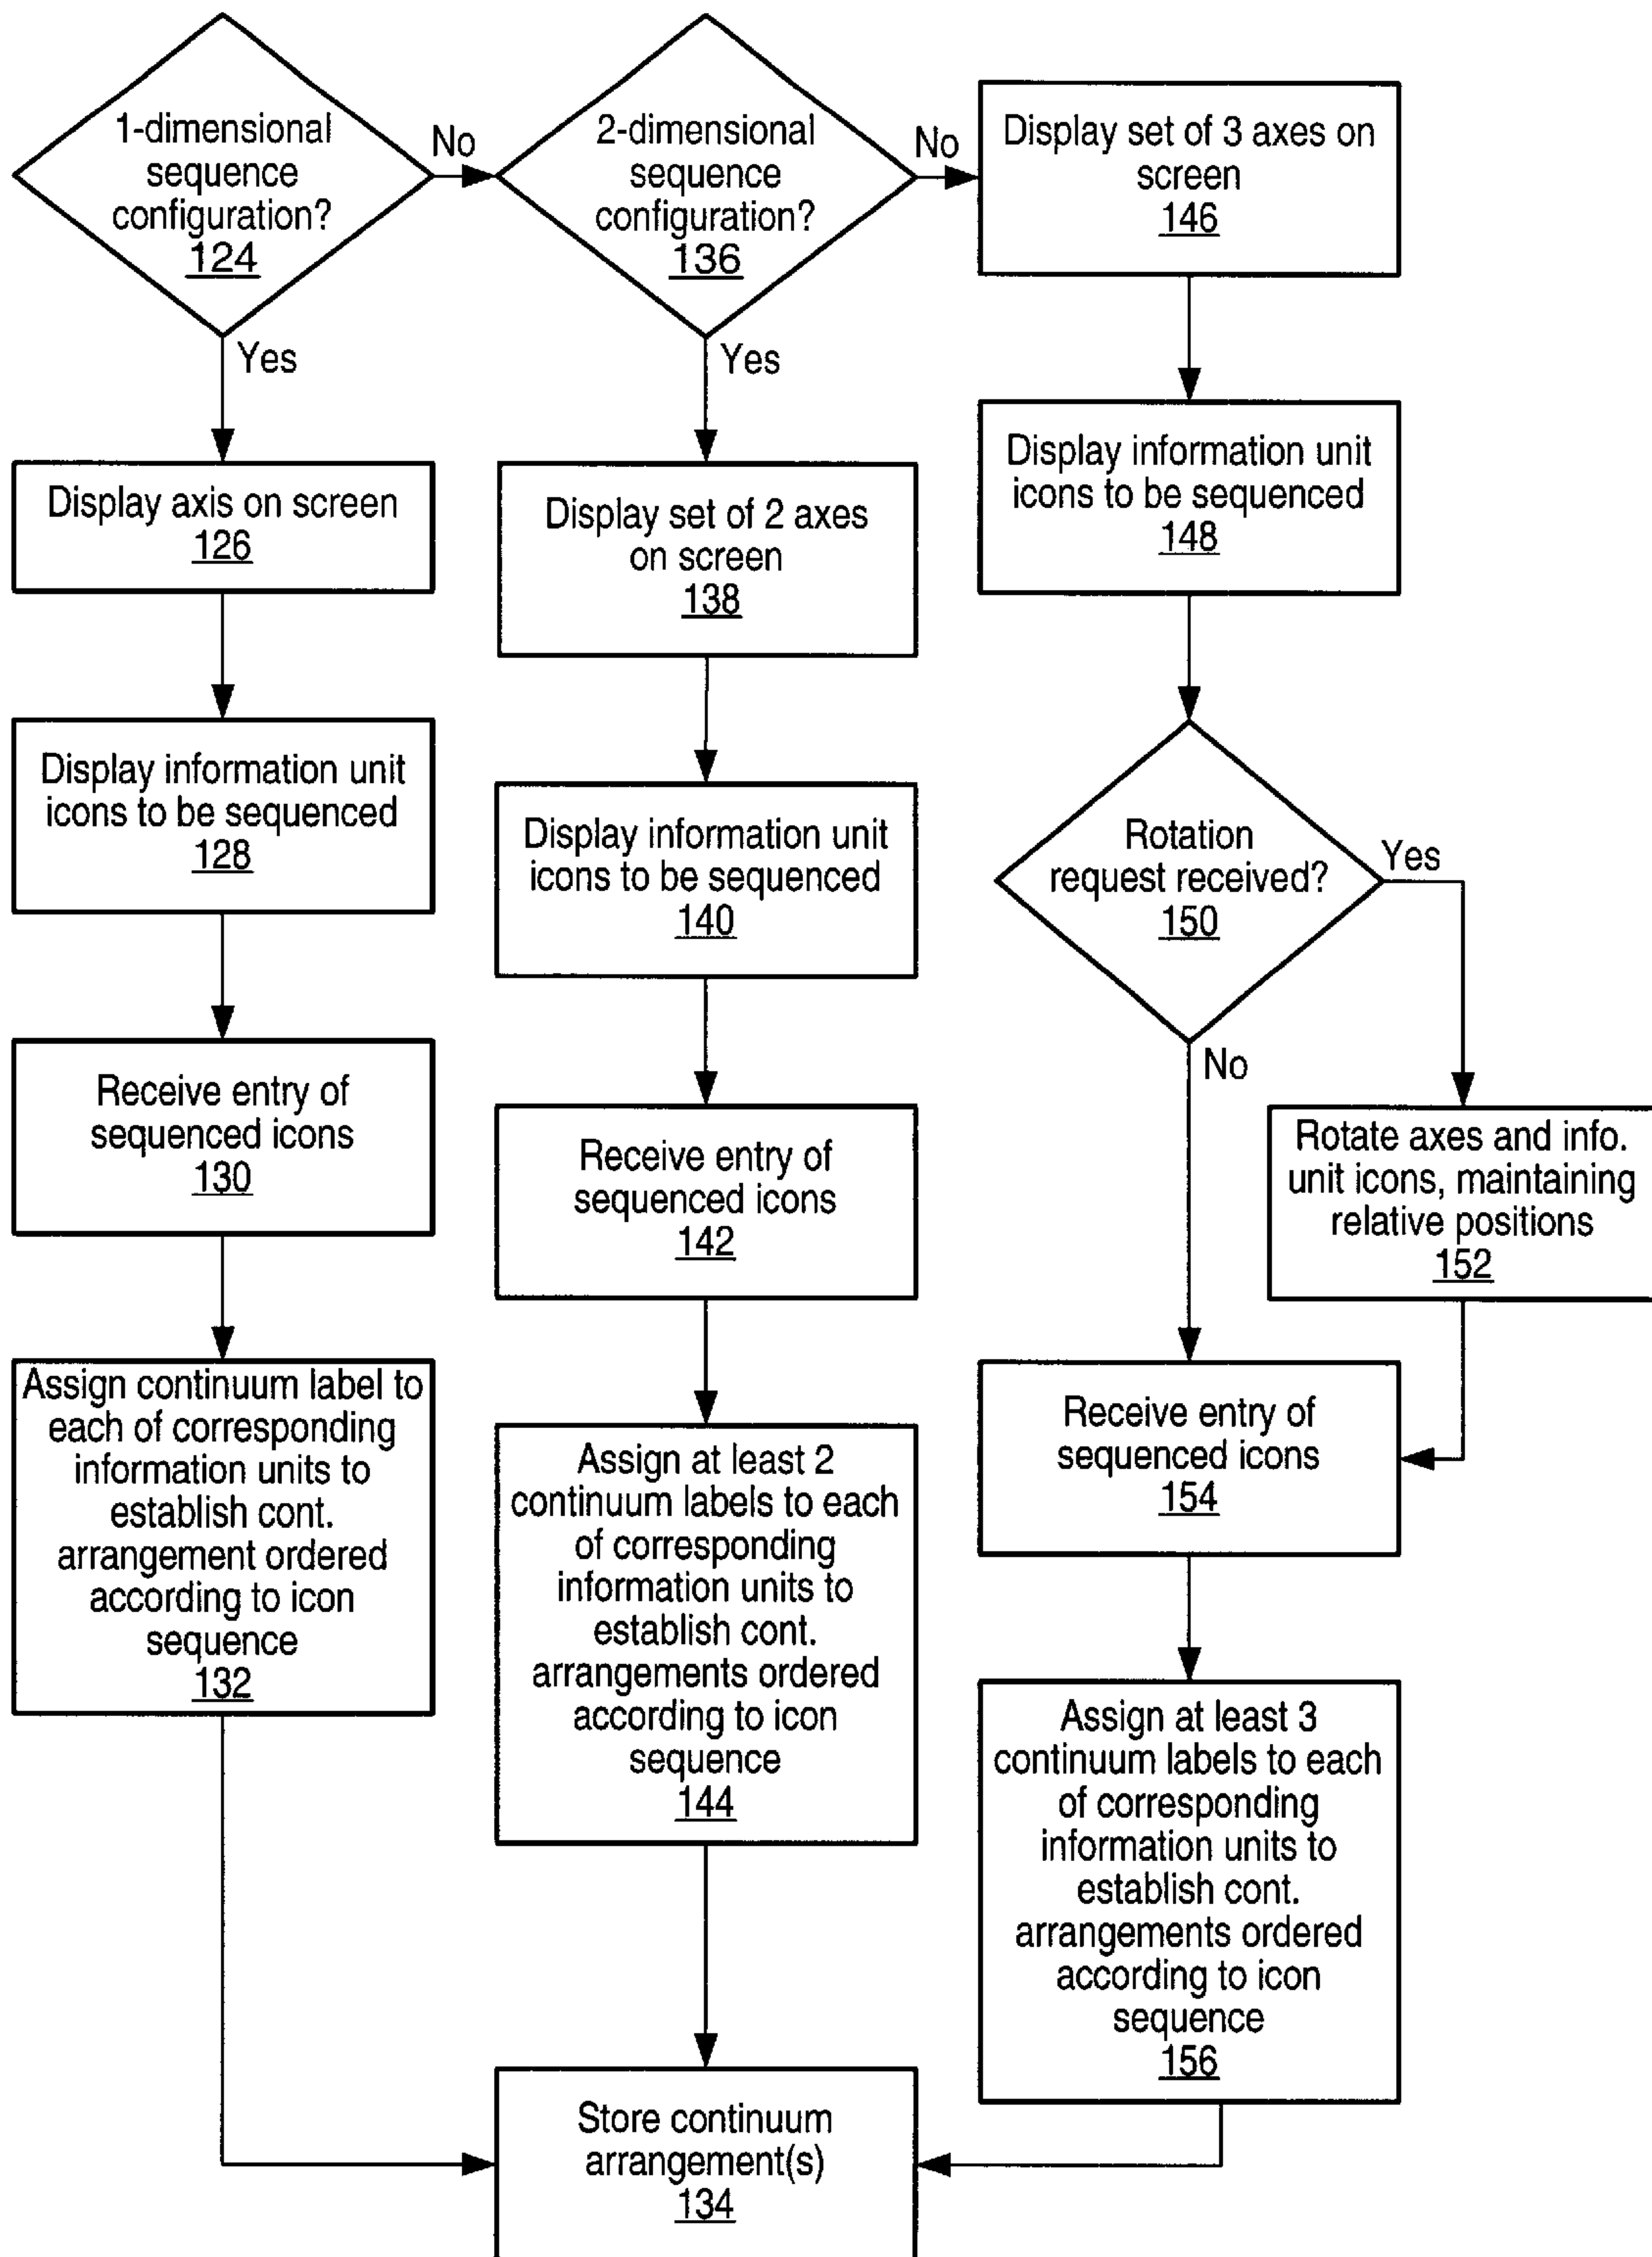 1-dimensional
sequence
configuration?
124
No
Yes
Display axis on screen
126
Display information unit
icons to be sequenced
128
Receive entry of
sequenced icons
130
Assign continuum label to
each of corresponding
information units to
establish cont.
arrangement ordered
according to icon
sequence
132
2-dimensional
sequence
configuration?
136
No
Yes
Display set of 2 axes
on screen
138
Display information unit
icons to be sequenced
140
Receive entry of
sequenced icons
142
Assign at least 2
continuum labels to each
of corresponding
information units to
establish cont.
arrangements ordered
according to icon
sequence
144
Store continuum
arrangement(s)
134
Display set of 3 axes on
screen
146
Display information unit
icons to be sequenced
148
Rotation
request received?
150
Yes
No
Rotate axes and info.
unit icons, maintaining
relative positions
152
Receive entry of
sequenced icons
154
Assign at least 3
continuum labels to each
of corresponding
information units to
establish cont.
arrangements ordered
according to icon
sequence
156